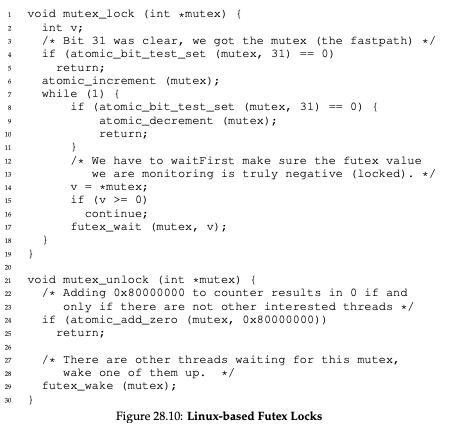 1 void mutex_lock (int *mutex) {
2 int v;
3 /* Bit 31 was clear, we got the mutex (the fastpath) */
4 if (atomic_bit_test_set (mutex, 31) == 0)
5 return;
6 atomic_increment (mutex);
7 while (1) {
8 if (atomic_bit_test_set (mutex, 31) == 0) {
9 atomic_decrement (mutex);
10 return;
11 }
12 /* We have to waitFirst make sure the futex value
13 we are monitoring is truly negative (locked). */
14 v = *mutex;
15 if (v >= 0)
16 continue;
17 futex_wait (mutex, v);
18 }
19 }
20
21 void mutex_unlock (int *mutex) {
22 /* Adding 0x80000000 to counter results in 0 if and
23 only if there are not other interested threads */
24 if (atomic_add_zero (mutex, 0x80000000))
25 return;
26
27 /* There are other threads waiting for this mutex,
28 wake one of them up. */
29 futex_wake (mutex);
30 }
Figure 28.10: Linux-based Futex Locks